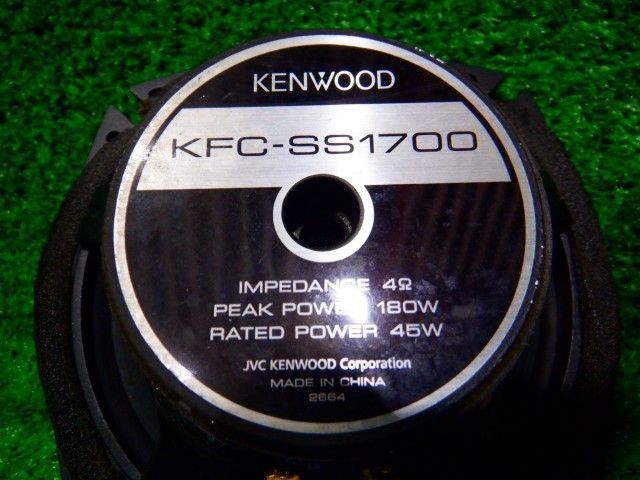 KENWOOD
KFC-SS1700
IMPEDANCE 4Ω
PEAK POWER 180W
RATED POWER 45W
JVC KENWOOD Corporation
MADE IN CHINA
2664